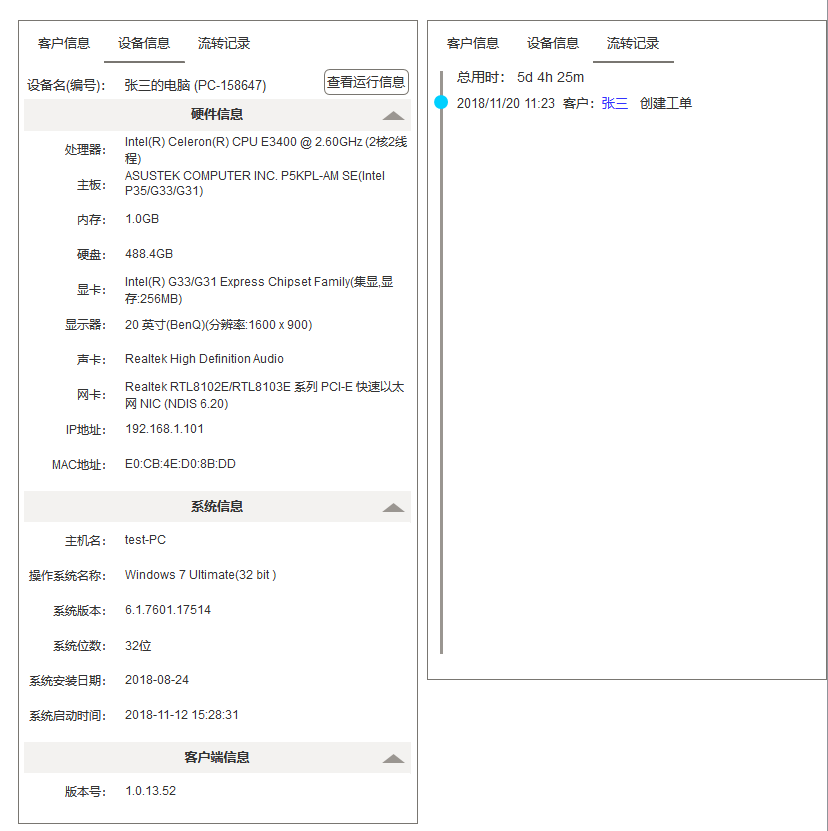 客户信息 设备信息 流转记录
设备名(编号): 张三的电脑 (PC-158647) 查看运行信息
硬件信息
处理器: Intel(R) Celeron(R) CPU E3400 @ 2.60GHz (2核2线
程)
主板: ASUSTEK COMPUTER INC. P5KPL-AM SE(Intel
P35/G33/G31)
内存: 1.0GB
硬盘: 488.4GB
显卡: Intel(R) G33/G31 Express Chipset Family(集显,显
存:256MB)
显示器: 20 英寸(BenQ)(分辨率:1600 x 900)
声卡: Realtek High Definition Audio
网卡: Realtek RTL8102E/RTL8103E 系列 PCI-E 快速以太
网 NIC (NDIS 6.20)
IP地址: 192.168.1.101
MAC地址: E0:CB:4E:D0:8B:DD
系统信息
主机名: test-PC
操作系统名称: Windows 7 Ultimate(32 bit )
系统版本: 6.1.7601.17514
系统位数: 32位
系统安装日期: 2018-08-24
系统启动时间: 2018-11-12 15:28:31
客户端信息
版本号: 1.0.13.52
客户信息 设备信息 流转记录
总用时: 5d 4h 25m
2018/11/20 11:23 客户: 张三 创建工单